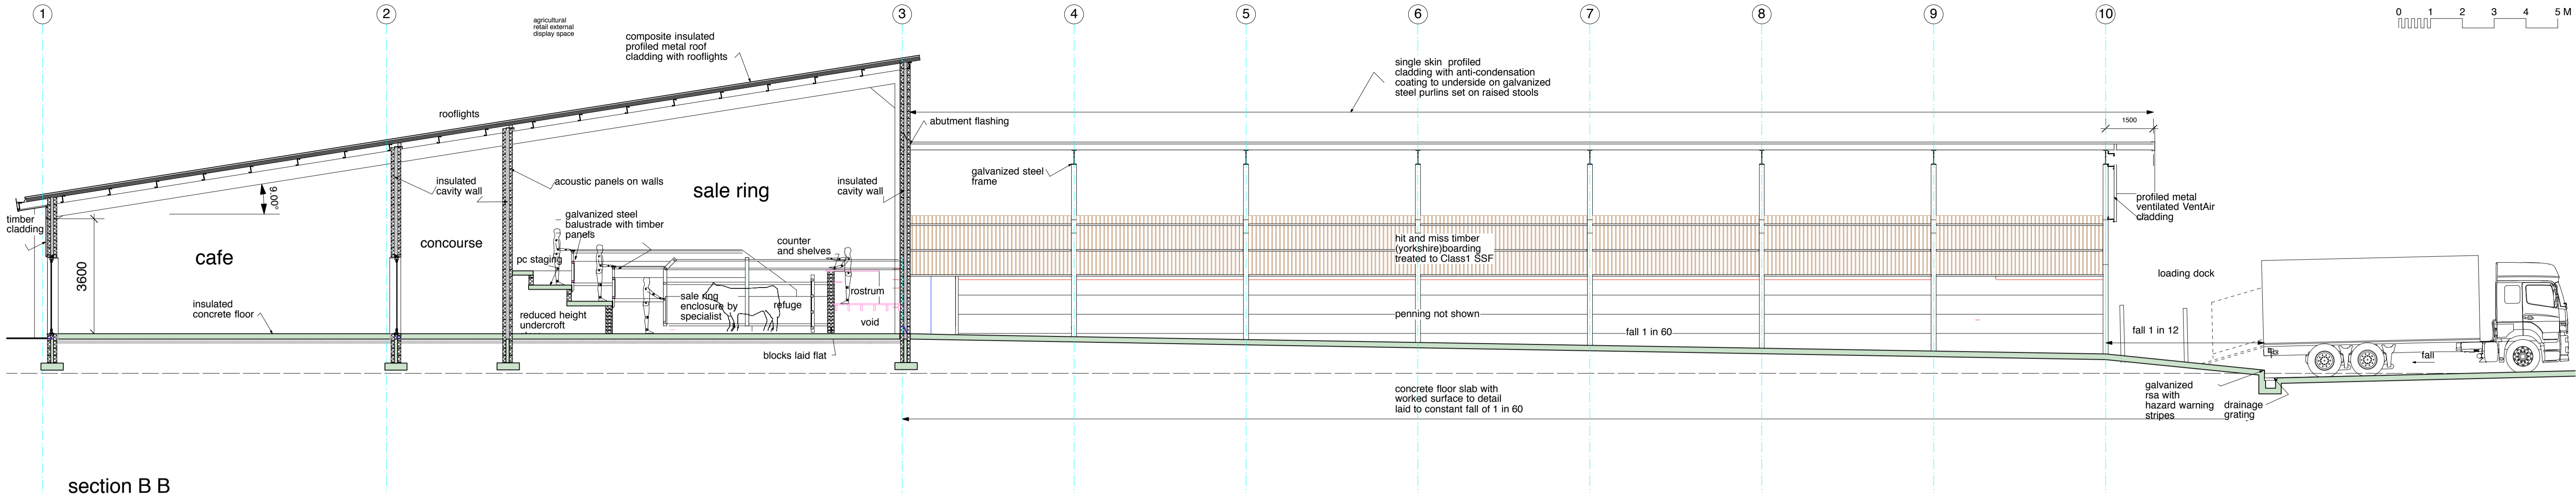 1
2
3
4
5
6
7
8
9
10
0 1 2 3 4 5 M
agricultural
retail external
display space
composite insulated
profiled metal roof
cladding with rooflights
single skin profiled
cladding with anti-condensation
coating to underside on galvanized
steel purlins set on raised stools
rooflights
abutment flashing
1500
insulated
cavity wall
acoustic panels on walls
sale ring
insulated
cavity wall
galvanized steel
frame
9.00°
timber
cladding
galvanized steel
balustrade with timber
panels
profiled metal
ventilated VentAir
cladding
cafe
concourse
counter
and shelves
hit and miss timber
(yorkshire)boarding
treated to Class1 SSF
pc staging
3600
loading dock
insulated
concrete floor
sale ring
enclosure by
specialist
refuge
rostrum
reduced height
undercroft
void
penning not shown
fall 1 in 60
fall 1 in 12
blocks laid flat
fall
concrete floor slab with
worked surface to detail
laid to constant fall of 1 in 60
galvanized
rsa with
hazard warning
stripes
drainage
grating
section B B